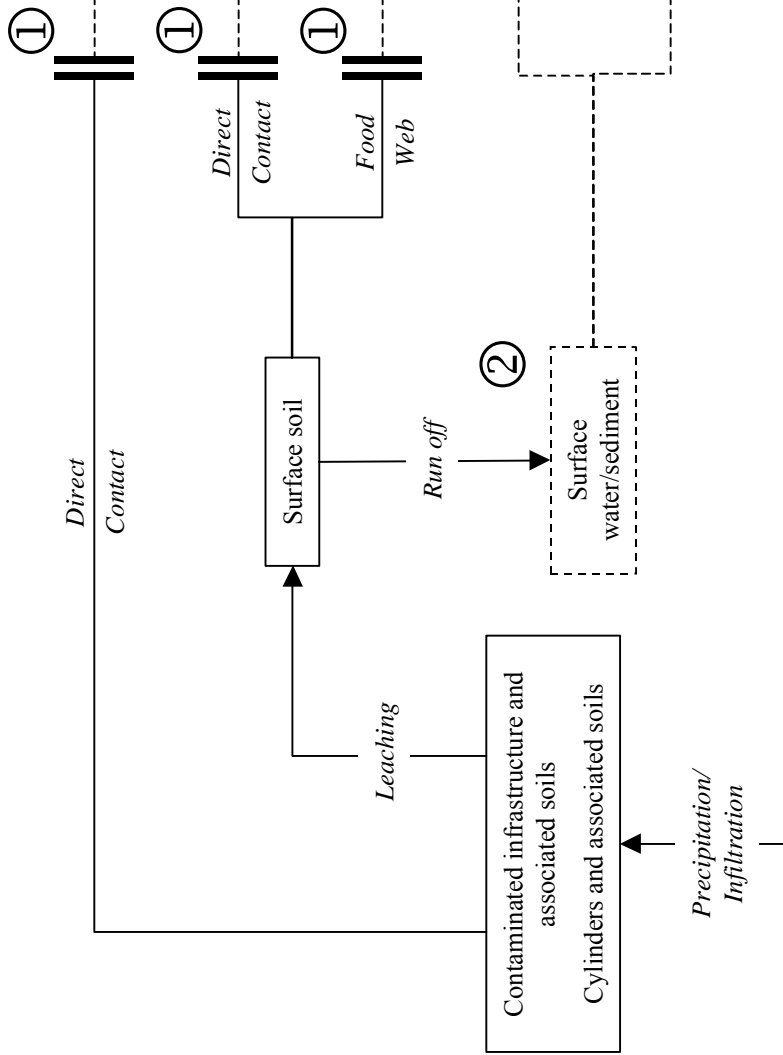 ①
①
①
Direct
Contact
Direct
Contact
Food
Web
②
Surface soil
Run off
Surface
water/sediment
Leaching
Contaminated infrastructure and
associated soils
Cylinders and associated soils
Precipitation/
Infiltration